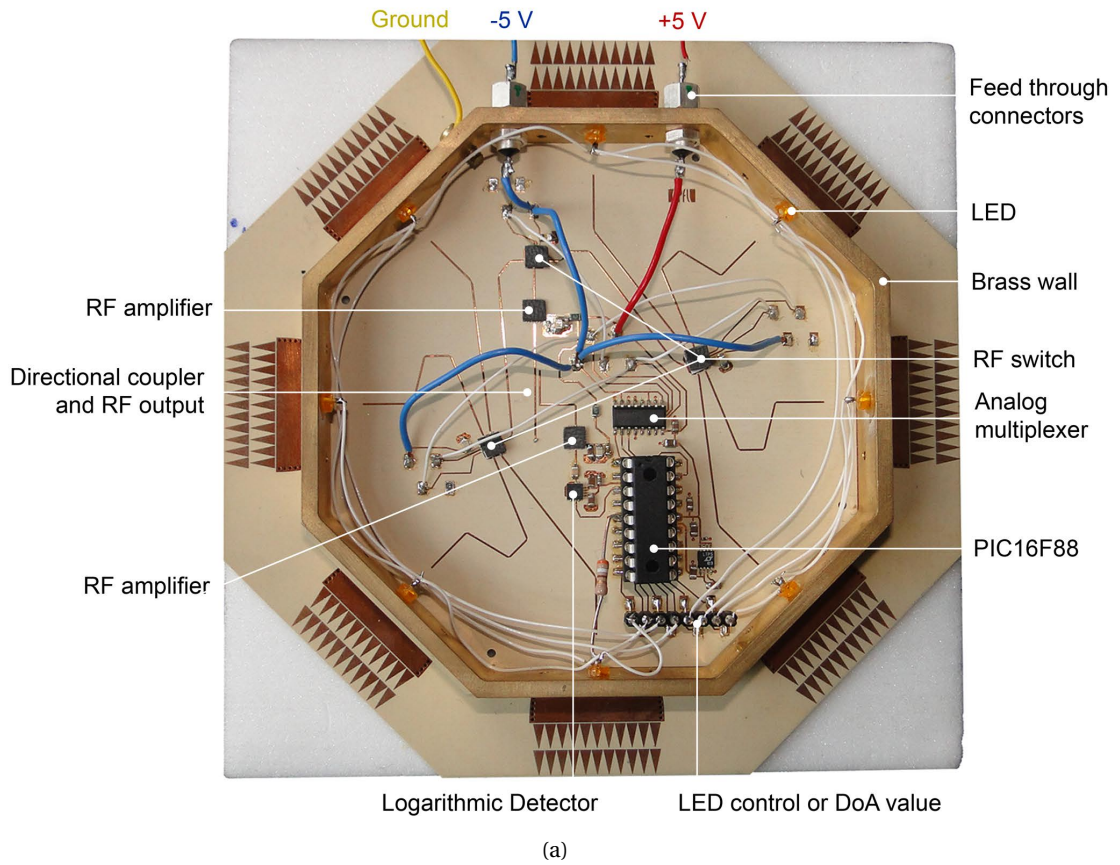 Ground
-5 V
+5 V
Feed through
connectors
LED
Brass wall
RF amplifier
RF switch
Directional coupler
and RF output
Analog
multiplexer
PIC16F88
RF amplifier
Logarithmic Detector
LED control or DoA value
(a)